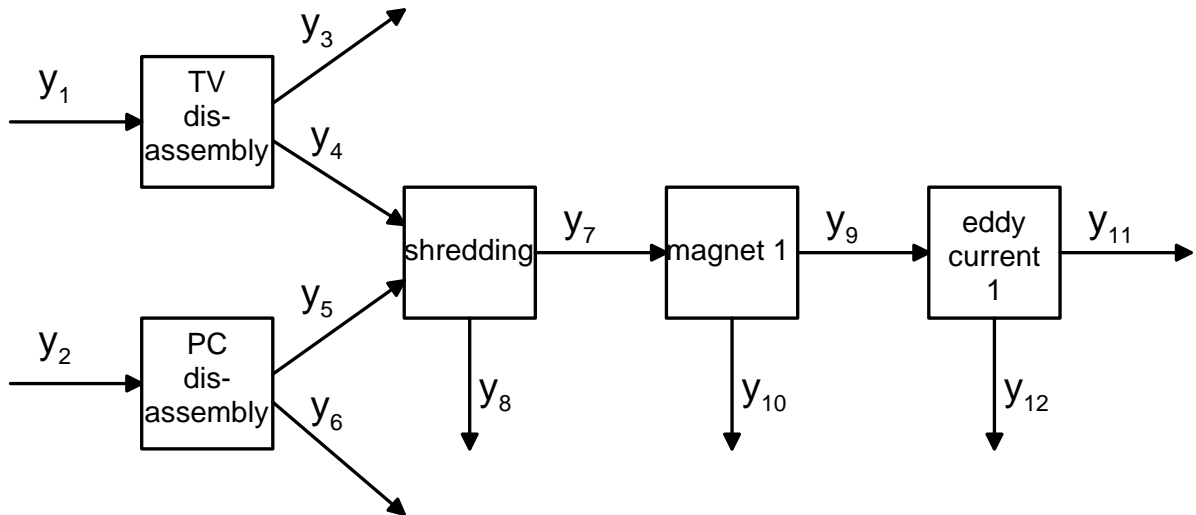 y3
TV
dis-
assembly
y1
y4
shredding
y7
magnet 1
y9
eddy
current
1
y11
y5
PC
dis-
assembly
y2
y6
y8
y10
y12